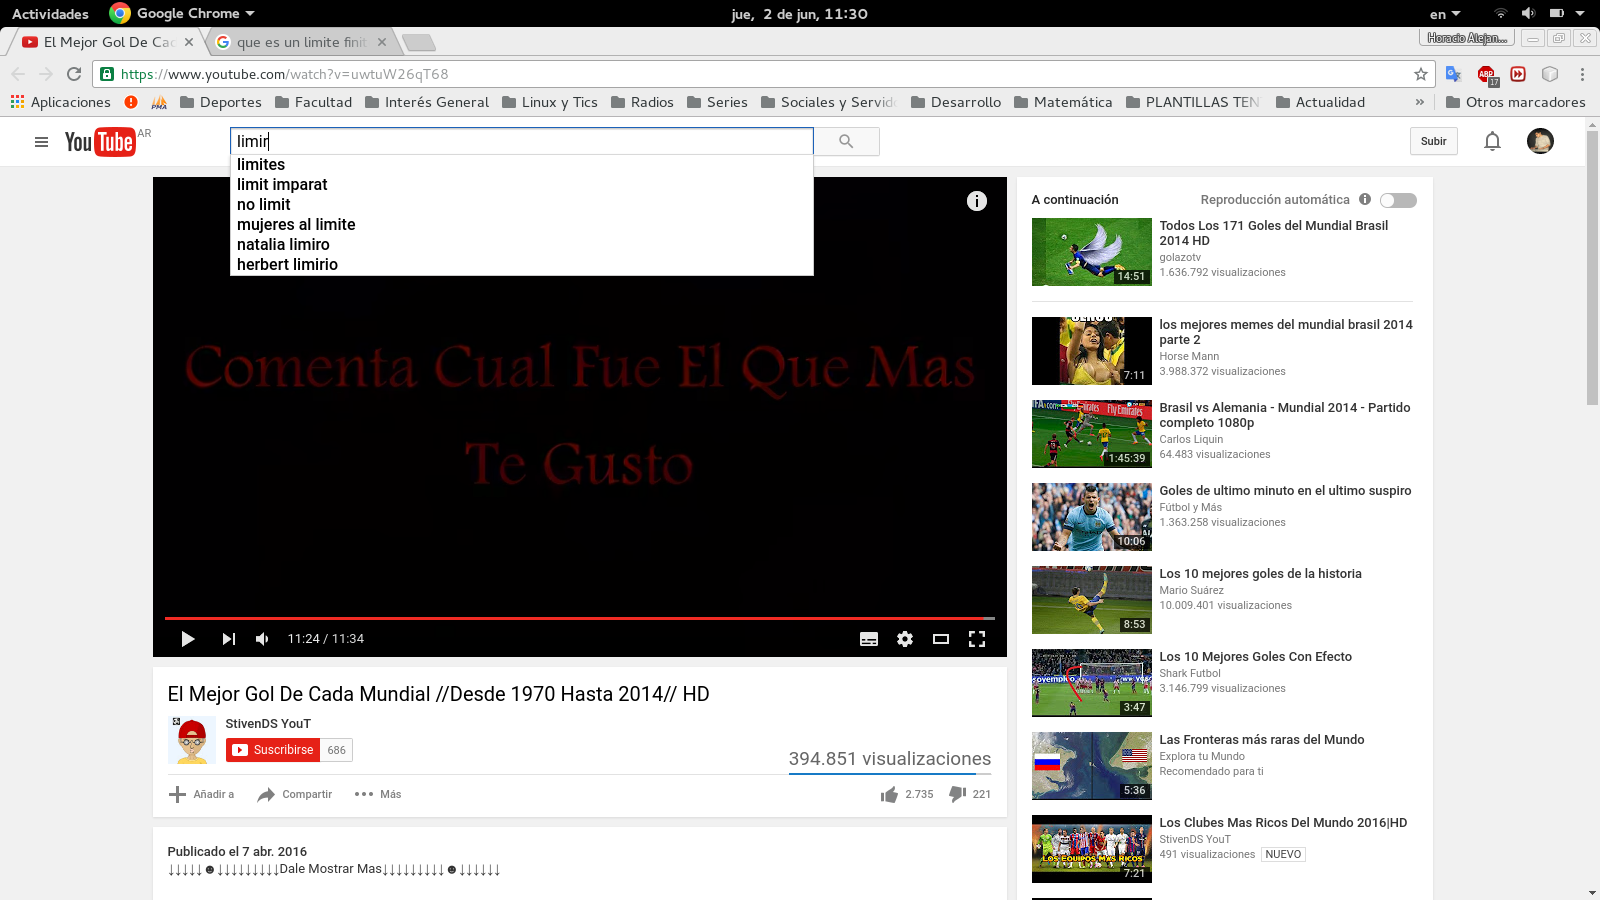 Actividades
Google Chrome
jue, 2 de jun, 11:30
en
El Mejor Gol De Cad
que es un limite finit
Horacio Alejan...
https://www.youtube.com/watch?v=uwtuW26qT68
ABP
17
Aplicaciones
PMA
Deportes
Facultad
Interés General
Linux y Tics
Radios
Series
Sociales y Servid
Desarrollo
Matemática
PLANTILLAS TEN
Actualidad
»
Otros marcadores
YouTube AR
limir
Subir
limites
limit imparat
no limit
mujeres al limite
natalia limiro
herbert limirio
Comenta Cual Fue El Que Mas
Te Gusto
11:24 / 11:34
El Mejor Gol De Cada Mundial //Desde 1970 Hasta 2014// HD
StivenDS YouT
Suscribirse 686
394.851 visualizaciones
Añadir a
Compartir
Más
2.735
221
Publicado el 7 abr. 2016
↓↓↓↓↓☻↓↓↓↓↓↓↓↓↓Dale Mostrar Mas↓↓↓↓↓↓↓↓↓☻↓↓↓↓↓↓
A continuación
Reproducción automática
Todos Los 171 Goles del Mundial Brasil
2014 HD
golazotv
1.636.792 visualizaciones
14:51
los mejores memes del mundial brasil 2014
parte 2
Horse Mann
3.988.372 visualizaciones
7:11
Brasil vs Alemania - Mundial 2014 - Partido
completo 1080p
Carlos Liquin
64.483 visualizaciones
Fly Emirates
1:45:39
Goles de ultimo minuto en el ultimo suspiro
Fútbol y Más
1.363.258 visualizaciones
10:06
Los 10 mejores goles de la historia
Mario Suárez
10.009.401 visualizaciones
8:53
Los 10 Mejores Goles Con Efecto
Shark Futbol
3.146.799 visualizaciones
3:47
Las Fronteras más raras del Mundo
Explora tu Mundo
Recomendado para ti
5:36
Los Clubes Mas Ricos Del Mundo 2016|HD
StivenDS YouT
491 visualizaciones NUEVO
LOS EQUIPOS MAS RICOS
7:21